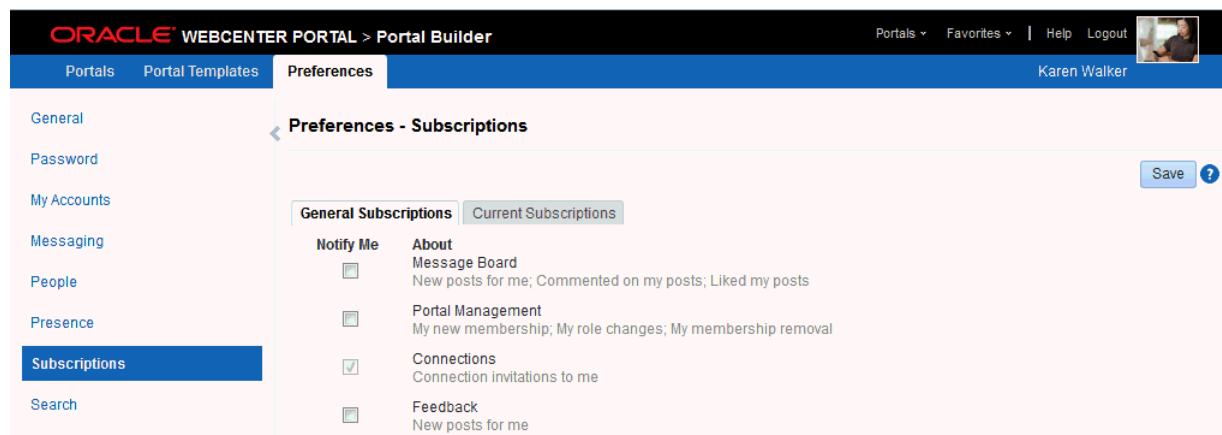 ORACLE WEBCENTER PORTAL > Portal Builder
Portals Favorites | Help Logout
Portals Portal Templates Preferences
Karen Walker
General
Password
My Accounts
Messaging
People
Presence
Subscriptions
Search
Preferences - Subscriptions
Save ?
General Subscriptions Current Subscriptions
Notify Me About
Message Board
New posts for me; Commented on my posts; Liked my posts
Portal Management
My new membership; My role changes; My membership removal
Connections
Connection invitations to me
Feedback
New posts for me